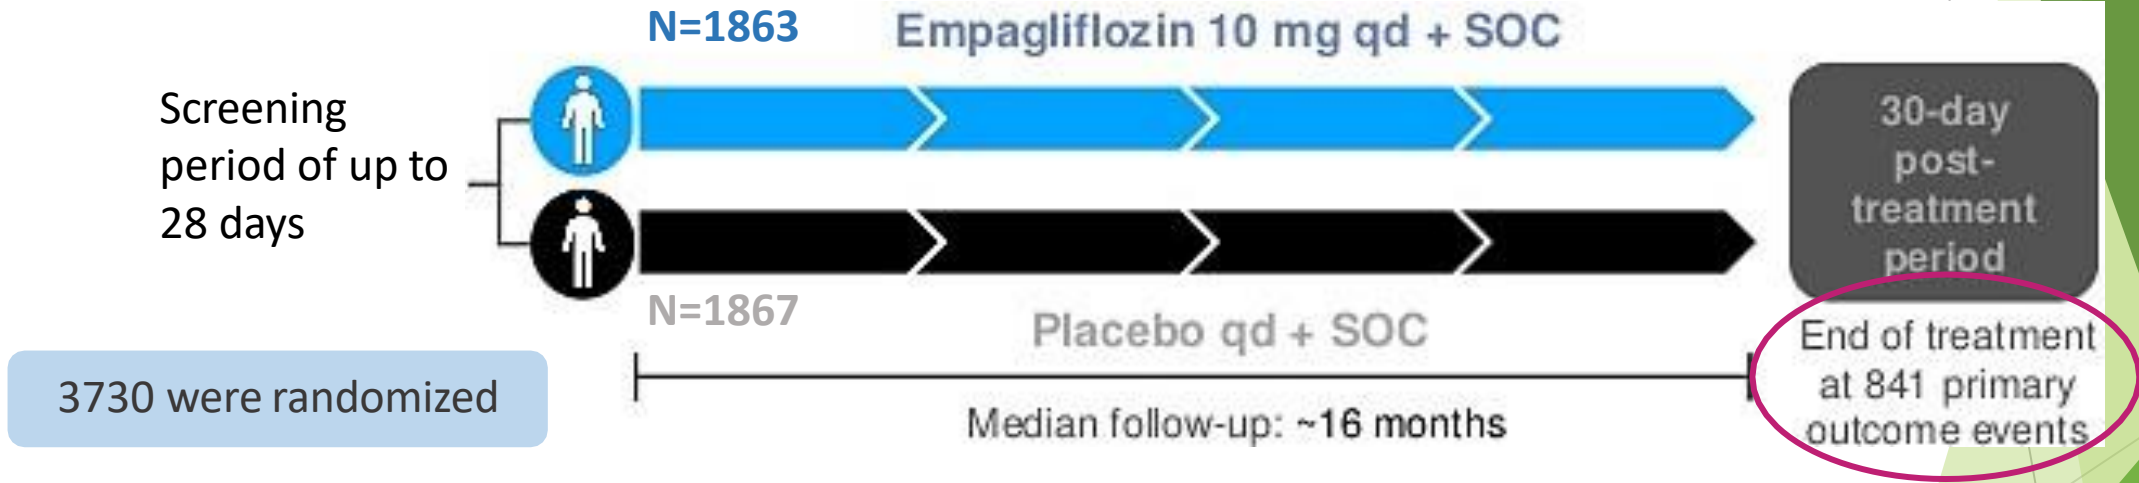 N=1863
Empagliflozin 10 mg qd + SOC
Screening
period of up to
28 days
30-day
post-
treatment
period
N=1867
Placebo qd + SOC
3730 were randomized
Median follow-up: ~16 months
End of treatment
at 841 primary
outcome events